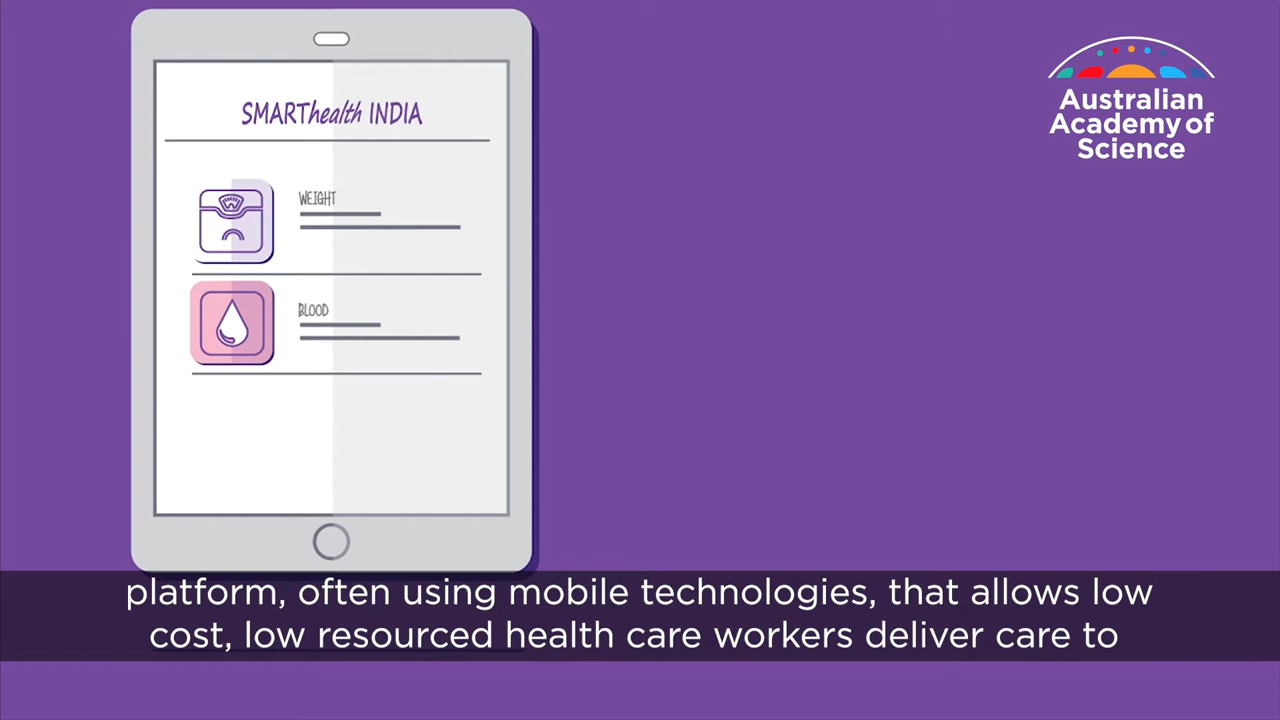 SMARThealth INDIA
WEIGHT
BLOOD
Australian
Academy of
Science
platform, often using mobile technologies, that allows low
cost, low resourced health care workers deliver care to